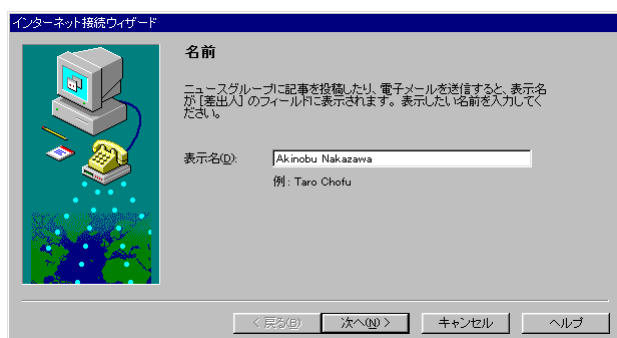 インターネット接続ウィザード
名前
ニュースグループに記事を投稿したり、電子メールを送信すると、表示名
が [差出人] のフィールドに表示されます。表示したい名前を入力してく
ださい。
表示名(D): Akinobu Nakazawa
例 : Taro Chofu
< 戻る(B) 次へ(N) > キャンセル ヘルプ